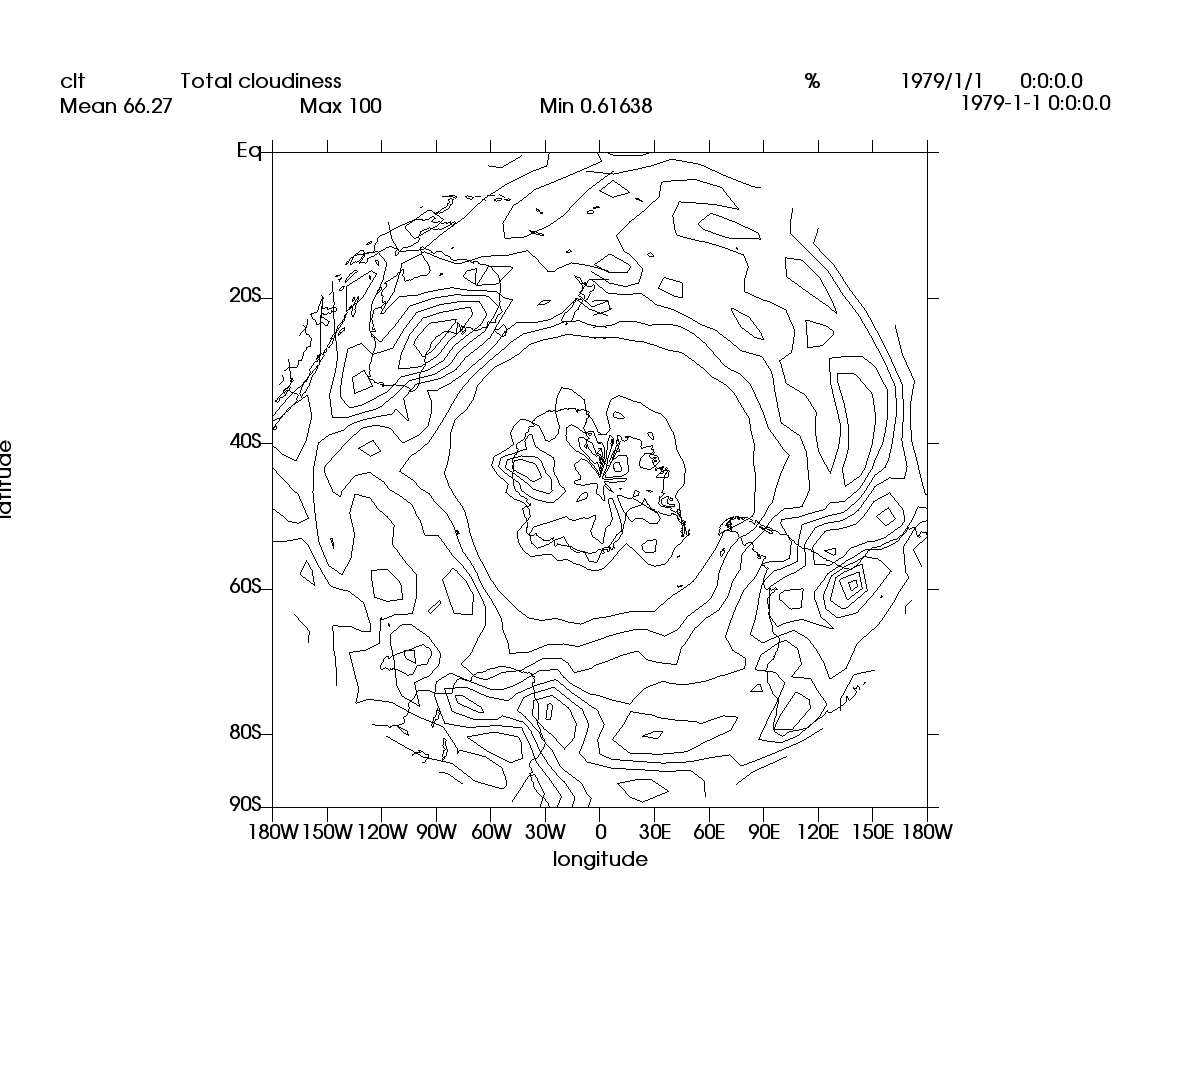 clt Total cloudiness % 1979/1/1 0:0:0.0
Mean 66.27 Max 100 Min 0.61638 1979-1-1 0:0:0.0
Eq
20S
40S
60S
80S
90S
latitude
180W 150W 120W 90W 60W 30W 0 30E 60E 90E 120E 150E 180W
longitude